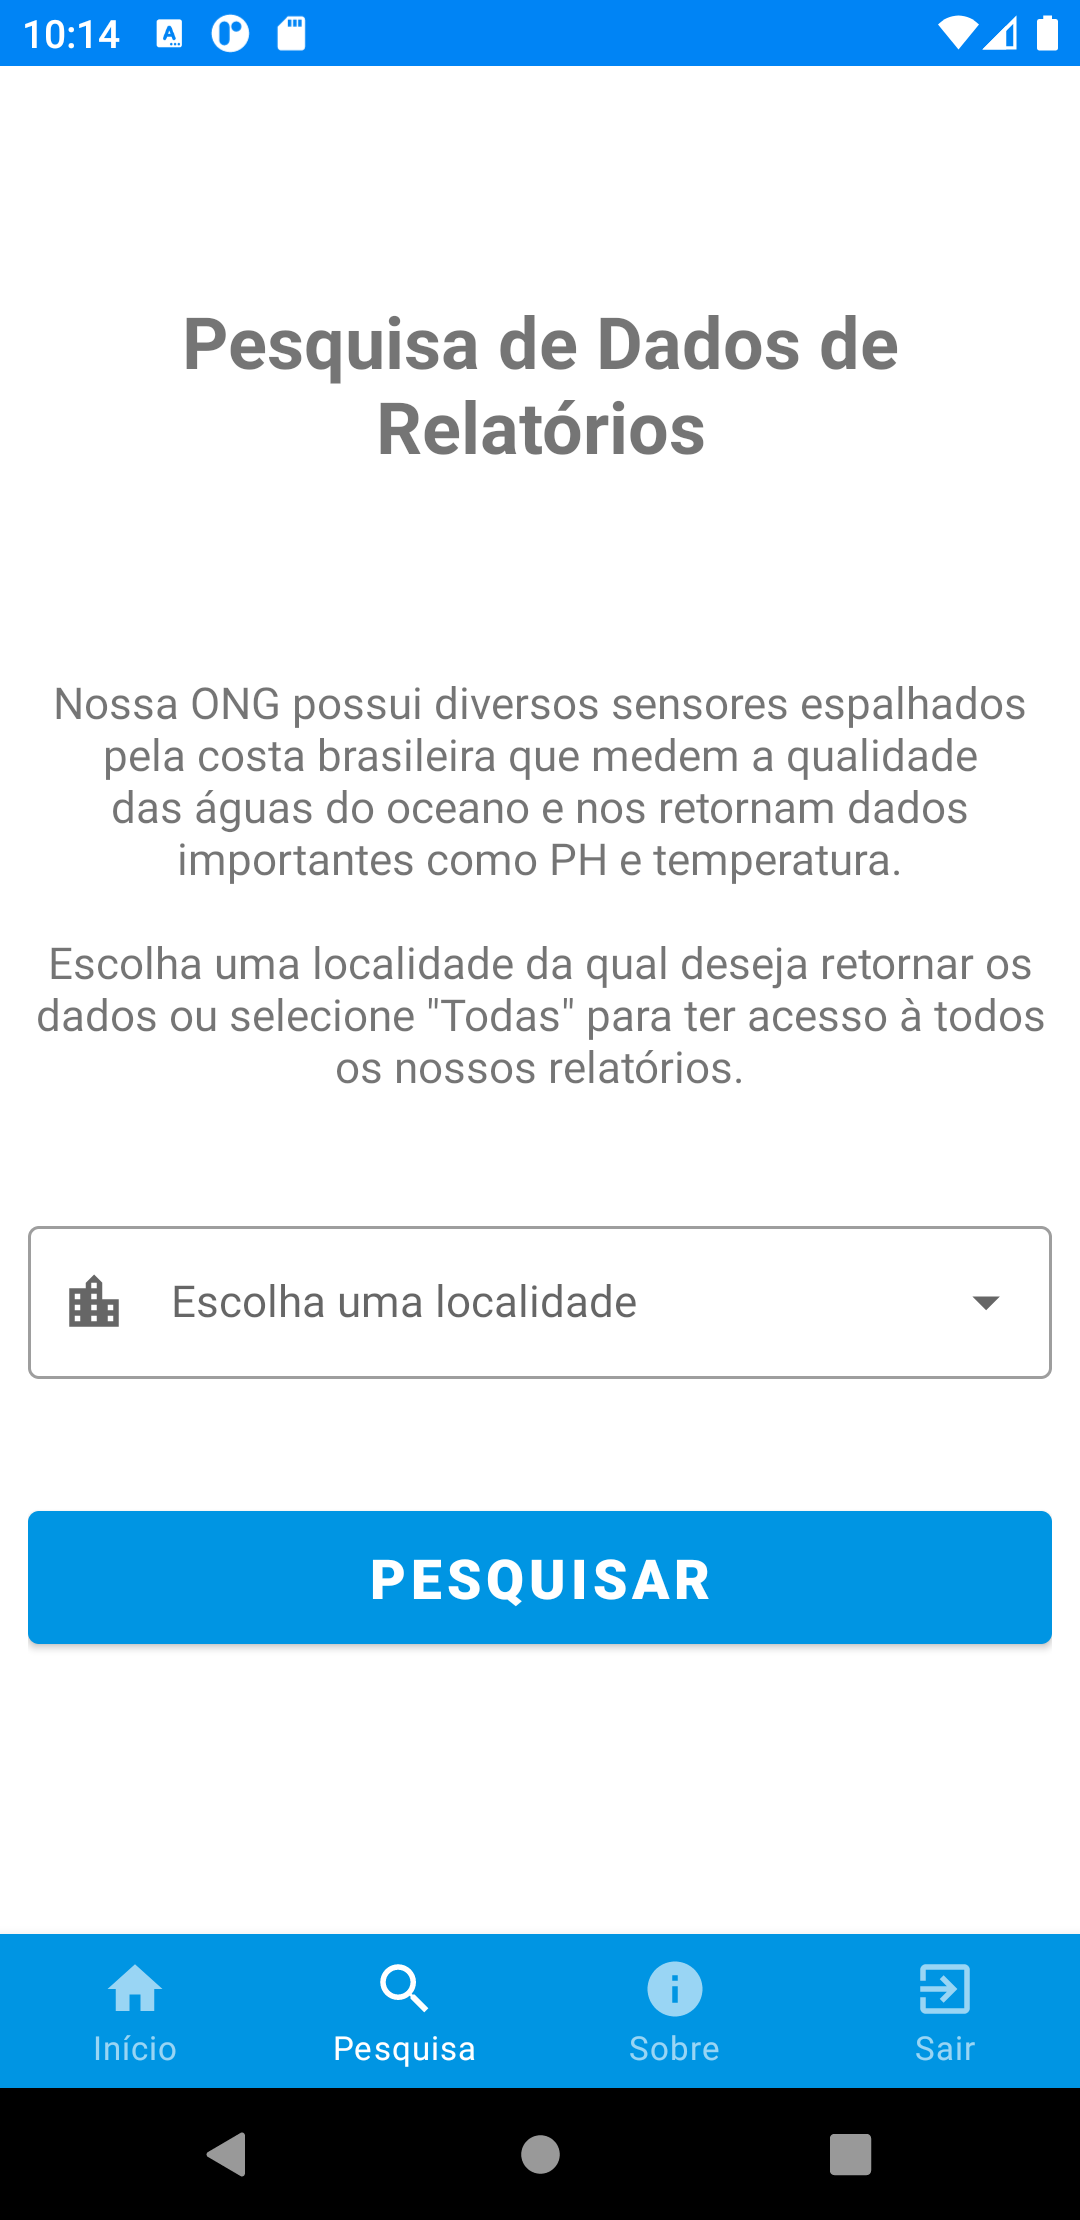 10:14
Pesquisa de Dados de
Relatórios
Nossa ONG possui diversos sensores espalhados
pela costa brasileira que medem a qualidade
das águas do oceano e nos retornam dados
importantes como PH e temperatura.
Escolha uma localidade da qual deseja retornar os
dados ou selecione "Todas" para ter acesso à todos
os nossos relatórios.
Escolha uma localidade
PESQUISAR
Início
Pesquisa
Sobre
Sair